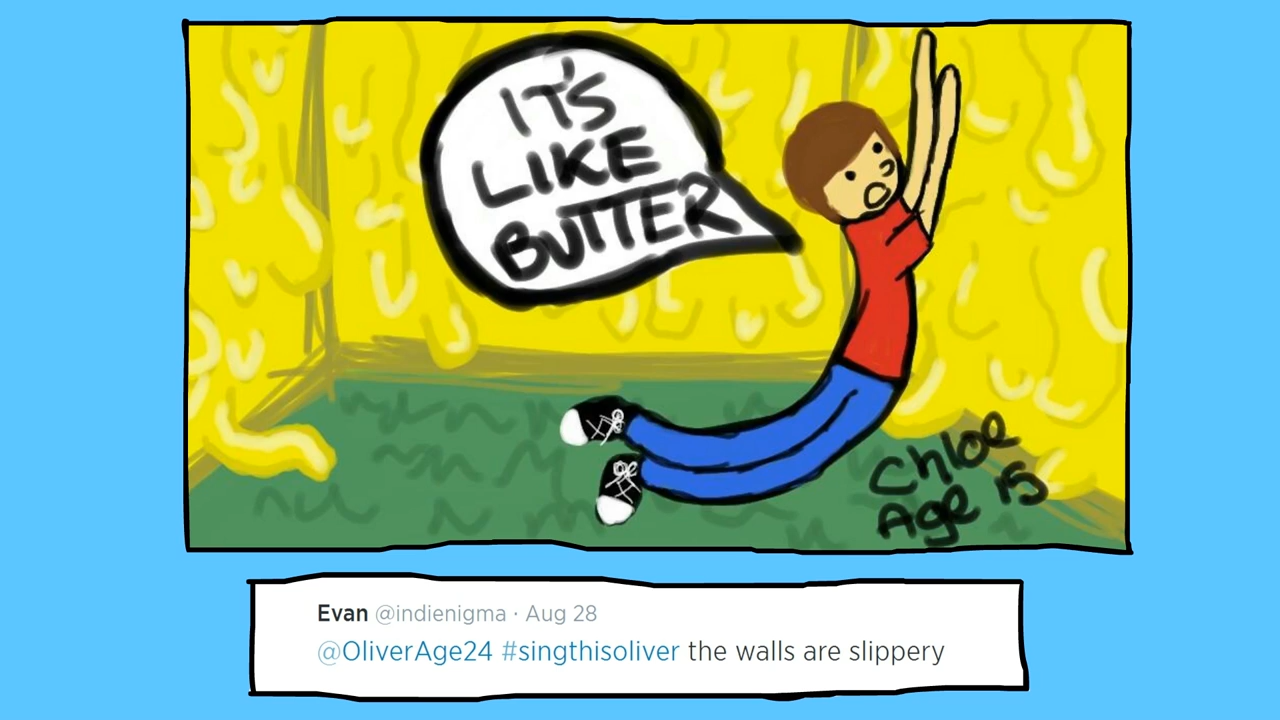 IT'S
LIKE
BUTTER
Chloe
Age 15
Evan @indienigma · Aug 28
@OliverAge24 #singthisoliver the walls are slippery